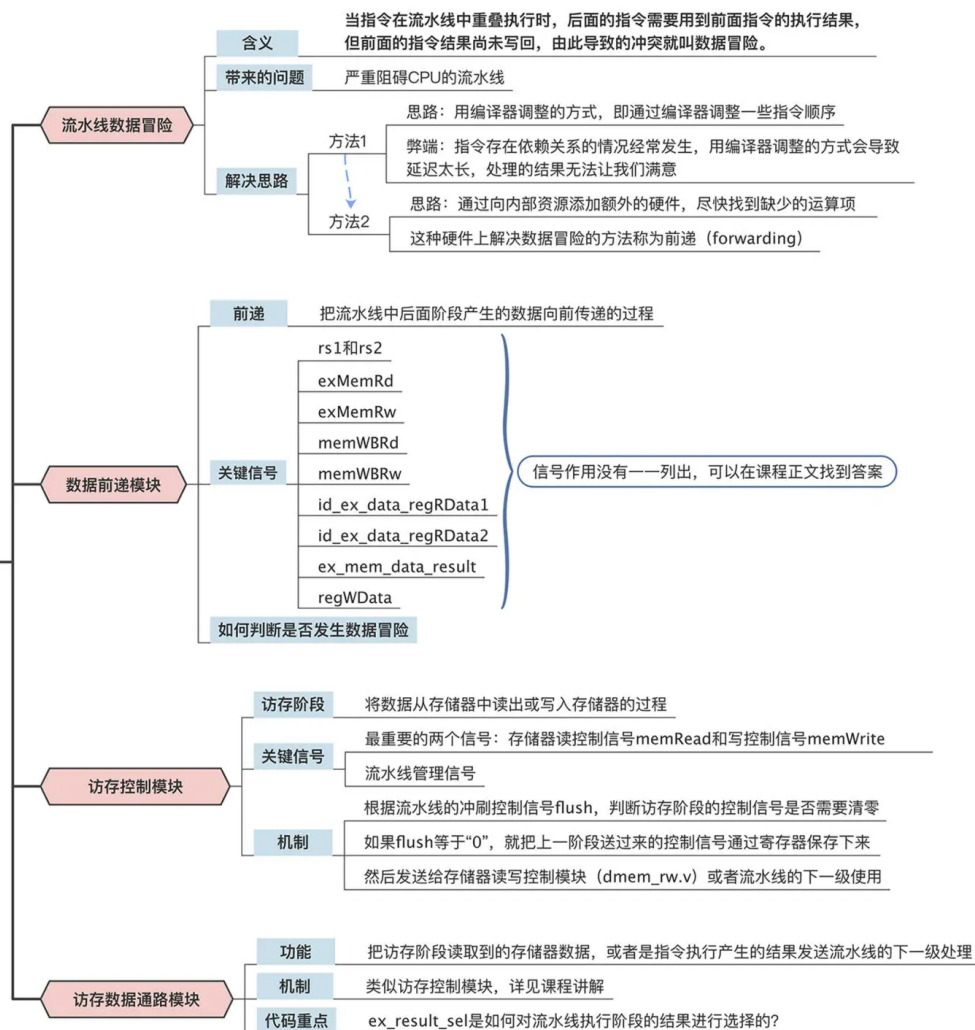 流水线数据冒险
含义
当指令在流水线中重叠执行时，后面的指令需要用到前面指令的执行结果，
但前面的指令结果尚未写回，由此导致的冲突就叫数据冒险。
带来的问题
严重阻碍CPU的流水线
解决思路
方法1
思路：用编译器调整的方式，即通过编译器调整一些指令顺序
弊端：指令存在依赖关系的情况经常发生，用编译器调整的方式会导致
延迟太长，处理的结果无法让我们满意
方法2
思路：通过向内部资源添加额外的硬件，尽快找到缺少的运算项
这种硬件上解决数据冒险的方法称为前递（forwarding）
数据前递模块
前递
把流水线中后面阶段产生的数据向前传递的过程
关键信号
rs1和rs2
exMemRd
exMemRw
memWBRd
memWBRw
id_ex_data_regRData1
id_ex_data_regRData2
ex_mem_data_result
regWData
信号作用没有一一列出，可以在课程正文找到答案
如何判断是否发生数据冒险
访存控制模块
访存阶段
将数据从存储器中读出或写入存储器的过程
关键信号
最重要的两个信号：存储器读控制信号memRead和写控制信号memWrite
流水线管理信号
机制
根据流水线的冲刷控制信号flush，判断访存阶段的控制信号是否需要清零
如果flush等于“0”，就把上一阶段送过来的控制信号通过寄存器保存下来
然后发送给存储器读写控制模块（dmem_rw.v）或者流水线的下一级使用
访存数据通路模块
功能
把访存阶段读取到的存储器数据，或者是指令执行产生的结果发送流水线的下一级处理
机制
类似访存控制模块，详见课程讲解
代码重点
ex_result_sel是如何对流水线执行阶段的结果进行选择的?